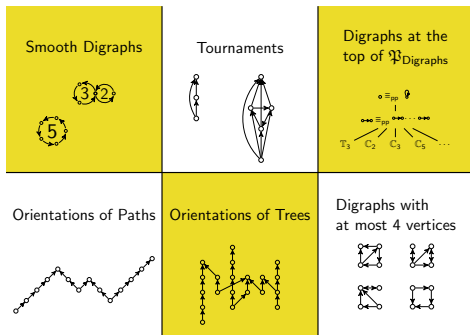 Smooth Digraphs
3 2
5
Tournaments
Digraphs at the
top of 𝔓Digraphs
≡pp
≡pp ...
𝕋3 ℂ2 ℂ3 ℂ5 ...
Orientations of Paths
Orientations of Trees
Digraphs with
at most 4 vertices